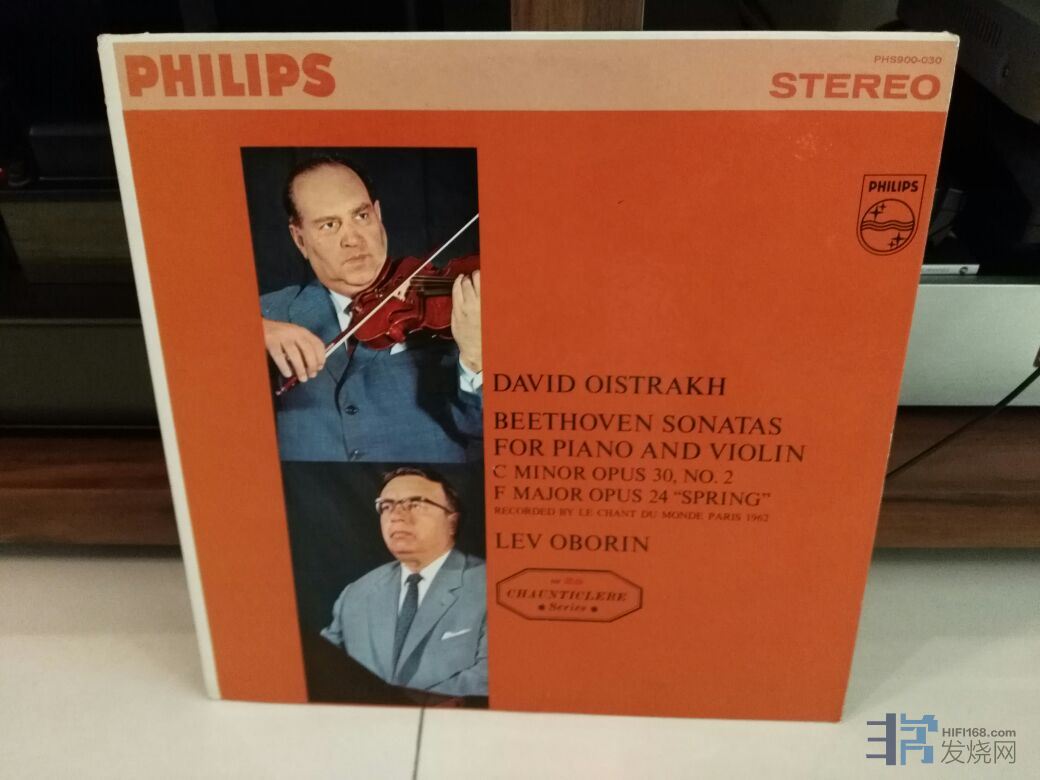 PHILIPS
PHS900-030
STEREO
PHILIPS
DAVID OISTRAKH
BEETHOVEN SONATAS
FOR PIANO AND VIOLIN
C MINOR OPUS 30, NO. 2
F MAJOR OPUS 24 "SPRING"
RECORDED BY LE CHANT DU MONDE PARIS 1962
LEV OBORIN
CHAUNTICLERE
Series
HIFI168.com
发烧网